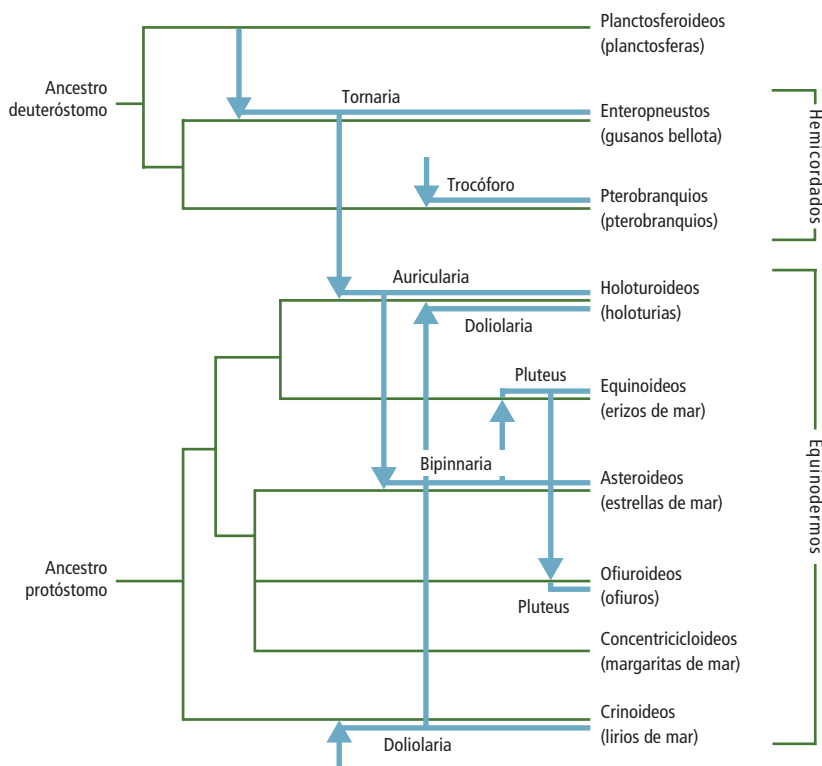 Planctosferoideos
(planctosferas)
Ancestro
deuteróstomo
Tornaria
Enteropneustos
(gusanos bellota)
Hemicordados
Trocóforo
Pterobranquios
(pterobranquios)
Auricularia
Holoturoideos
(holoturias)
Doliolaria
Pluteus
Equinoideos
(erizos de mar)
Equinodermos
Bipinnaria
Asteroideos
(estrellas de mar)
Ancestro
protóstomo
Ofiuroideos
(ofiuros)
Pluteus
Concentricicloideos
(margaritas de mar)
Crinoideos
(lirios de mar)
Doliolaria